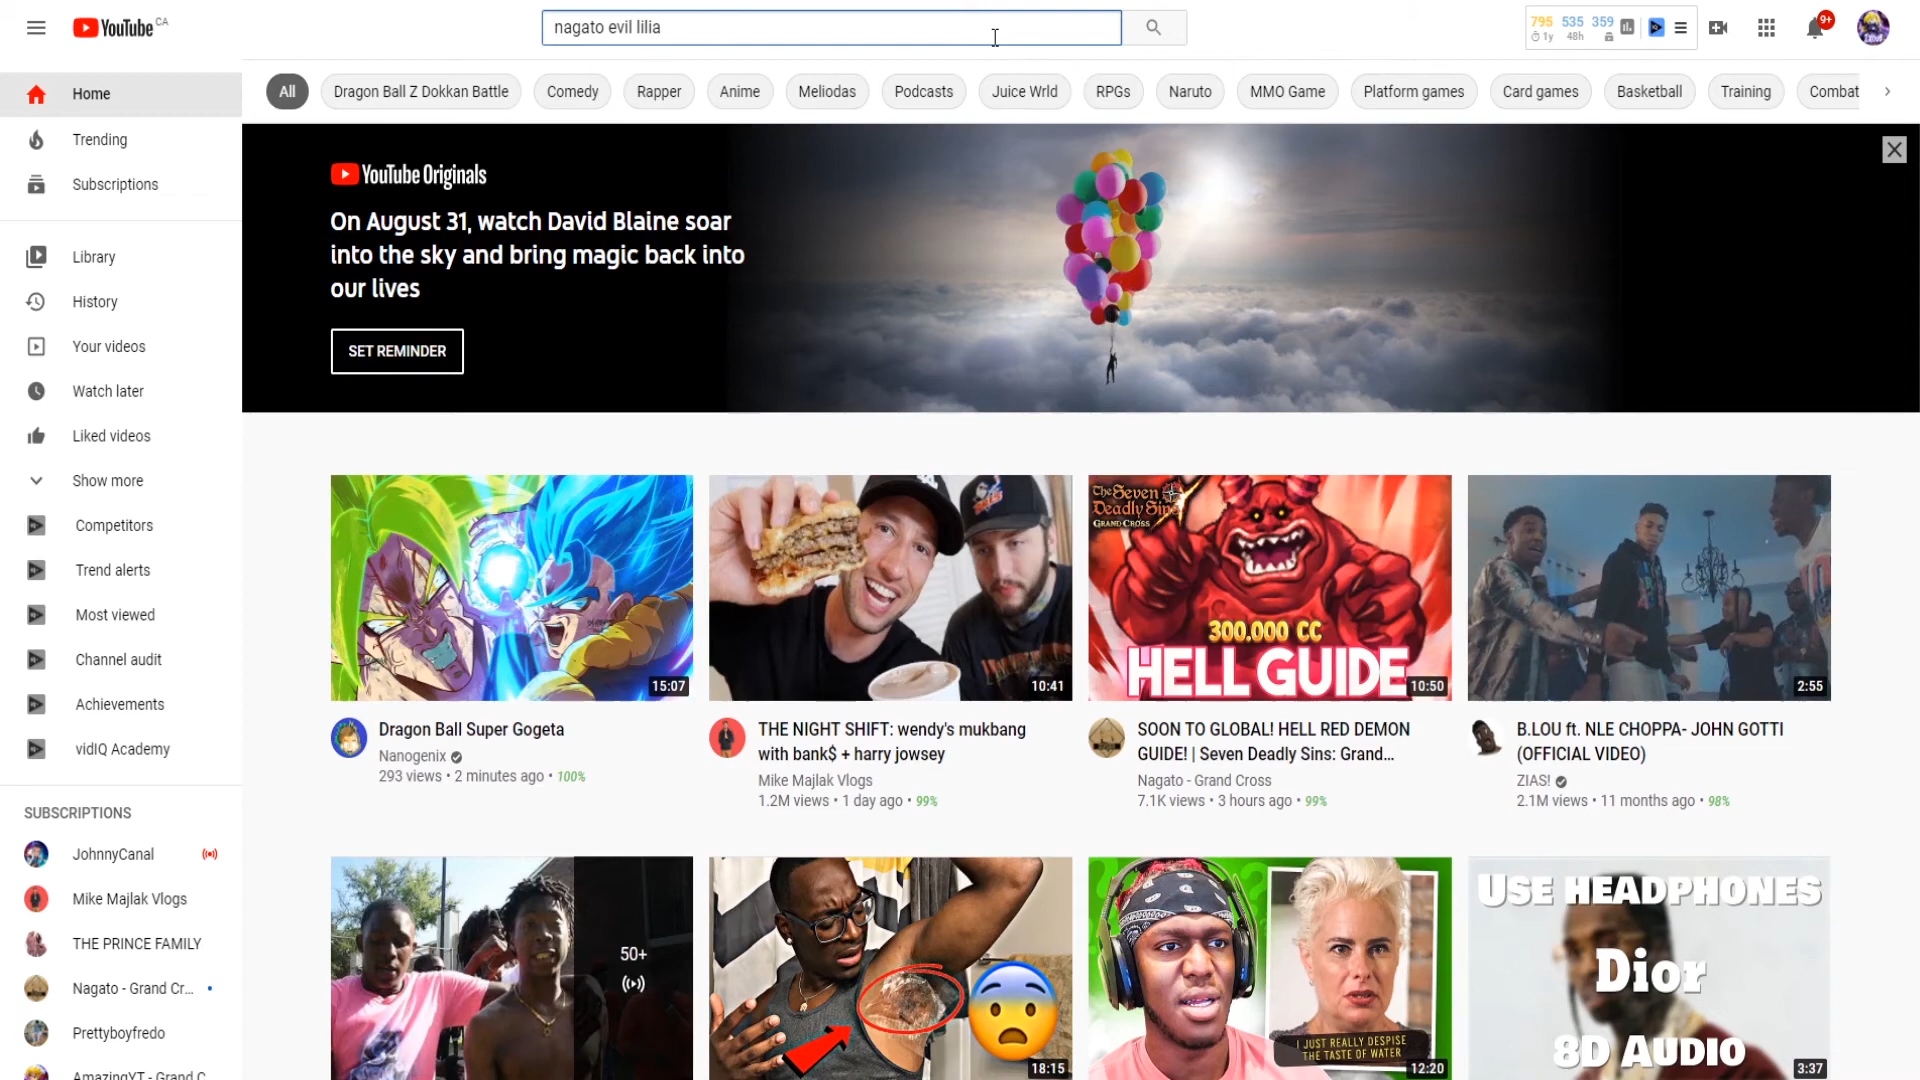 YouTube CA
nagato evil lilia
795 535 359
1y 48h
9+
Home
Trending
Subscriptions
Library
History
Your videos
Watch later
Liked videos
Show more
Competitors
Trend alerts
Most viewed
Channel audit
Achievements
vidIQ Academy
SUBSCRIPTIONS
JohnnyCanal
Mike Majlak Vlogs
THE PRINCE FAMILY
Nagato - Grand Cr...
Prettyboyfredo
AmazingYT - Grand C
All Dragon Ball Z Dokkan Battle Comedy Rapper Anime Meliodas Podcasts Juice Wrld RPGs Naruto MMO Game Platform games Card games Basketball Training Combat
YouTube Originals
On August 31, watch David Blaine soar
into the sky and bring magic back into
our lives
SET REMINDER
15:07
Dragon Ball Super Gogeta
Nanogenix
293 views • 2 minutes ago • 100%
10:41
THE NIGHT SHIFT: wendy's mukbang
with bank$ + harry jowsey
Mike Majlak Vlogs
1.2M views • 1 day ago • 99%
The Seven
Deadly Sins
GRAND CROSS
300.000 CC
HELL GUIDE
10:50
SOON TO GLOBAL! HELL RED DEMON
GUIDE! | Seven Deadly Sins: Grand...
Nagato - Grand Cross
7.1K views • 3 hours ago • 99%
2:55
B.LOU ft. NLE CHOPPA- JOHN GOTTI
(OFFICIAL VIDEO)
ZIAS!
2.1M views • 11 months ago • 98%
50+
18:15
I JUST REALLY DESPISE
THE TASTE OF WATER
12:20
USE HEADPHONES
Dior
8D AUDIO
3:37